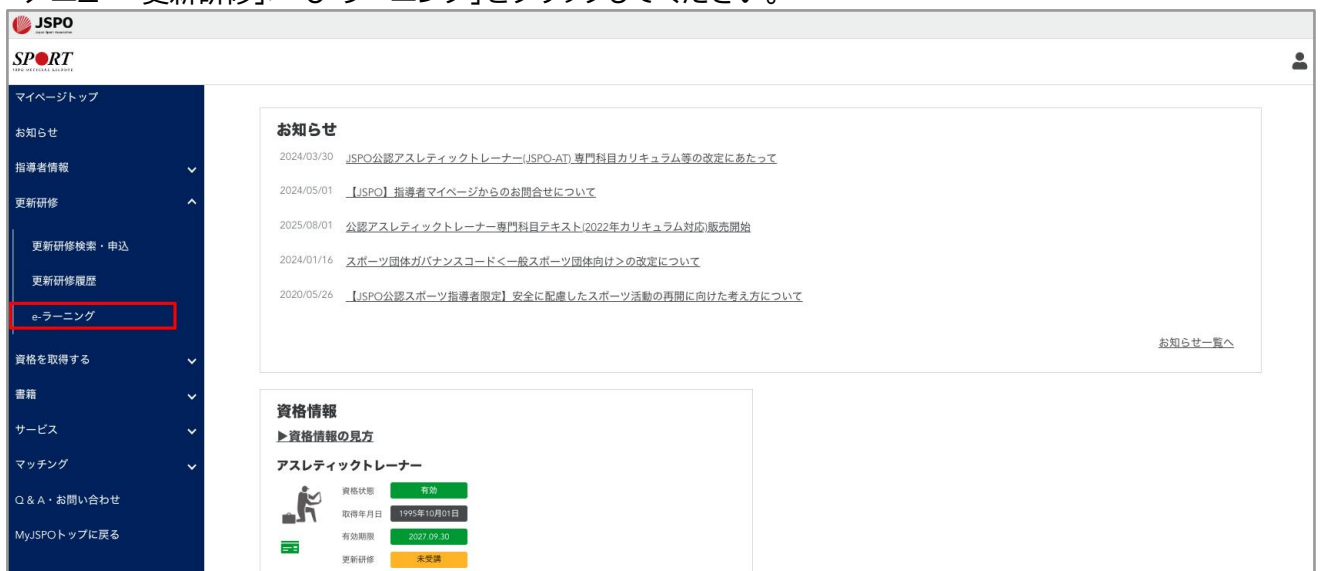 JSPO
SPORT
マイページトップ
お知らせ
指導者情報
更新研修
更新研修検索・申込
更新研修履歴
e-ラーニング
資格を取得する
書籍
サービス
マッチング
Q & A・お問い合わせ
MyJSPOトップに戻る
お知らせ
2024/03/30 JSPO公認アスレティックトレーナー(JSPO-AT) 専門科目カリキュラム等の改定にあたって
2024/05/01 【JSPO】指導者マイページからのお問合せについて
2025/08/01 公認アスレティックトレーナー専門科目テキスト(2022年カリキュラム対応)販売開始
2024/01/16 スポーツ団体ガバナンスコード＜一般スポーツ団体向け＞の改定について
2020/05/26 【JSPO公認スポーツ指導者限定】安全に配慮したスポーツ活動の再開に向けた考え方について
お知らせ一覧へ
資格情報
▶資格情報の見方
アスレティックトレーナー
資格状態 有効
取得年月日 1995年10月01日
有効期限 2027.09.30
更新研修 未受講